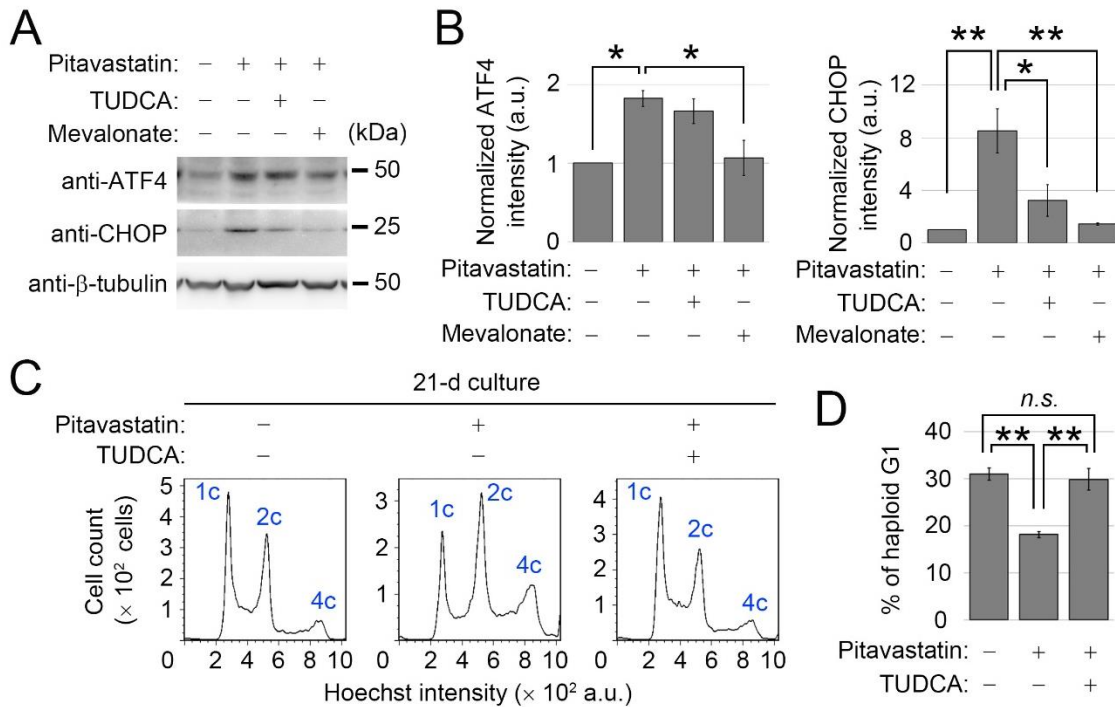 A
Pitavastatin: – + + +
TUDCA: – – + –
Mevalonate: – – – + (kDa)
anti-ATF4 50
anti-CHOP 25
anti-β-tubulin 50
B
* *
Normalized ATF4
intensity (a.u.)
2
1
0
Pitavastatin: – + + +
TUDCA: – – + –
Mevalonate: – – – +
** **
*
Normalized CHOP
intensity (a.u.)
12
8
4
0
Pitavastatin: – + + +
TUDCA: – – + –
Mevalonate: – – – +
C
21-d culture
Pitavastatin: – + +
TUDCA: – – +
Cell count
(× 10² cells)
5
4
3
2
1
1c
2c
4c
0 2 4 6 8 10
3
2
1
1c
2c
4c
0 2 4 6 8 10
4
3
2
1
1c
2c
4c
0 2 4 6 8 10
Hoechst intensity (× 10² a.u.)
D
n.s.
** **
% of haploid G1
40
30
20
10
0
Pitavastatin: – + +
TUDCA: – – +